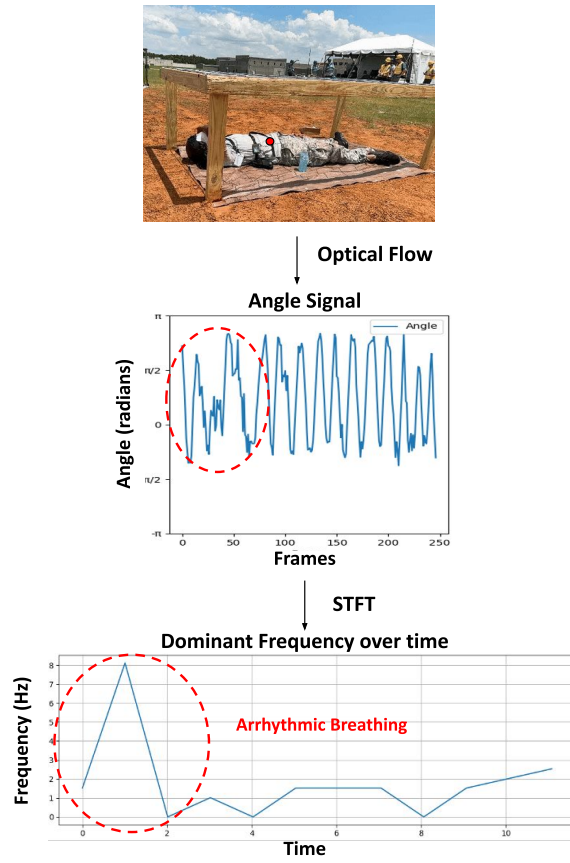 Optical Flow
Angle Signal
π
Angle
π/2
0
π/2
-π
Angle (radians)
0 50 100 150 200 250
Frames
STFT
Dominant Frequency over time
8
7
6
5
4
3
2
1
0
Frequency (Hz)
Arrhythmic Breathing
0 2 4 6 8 10
Time